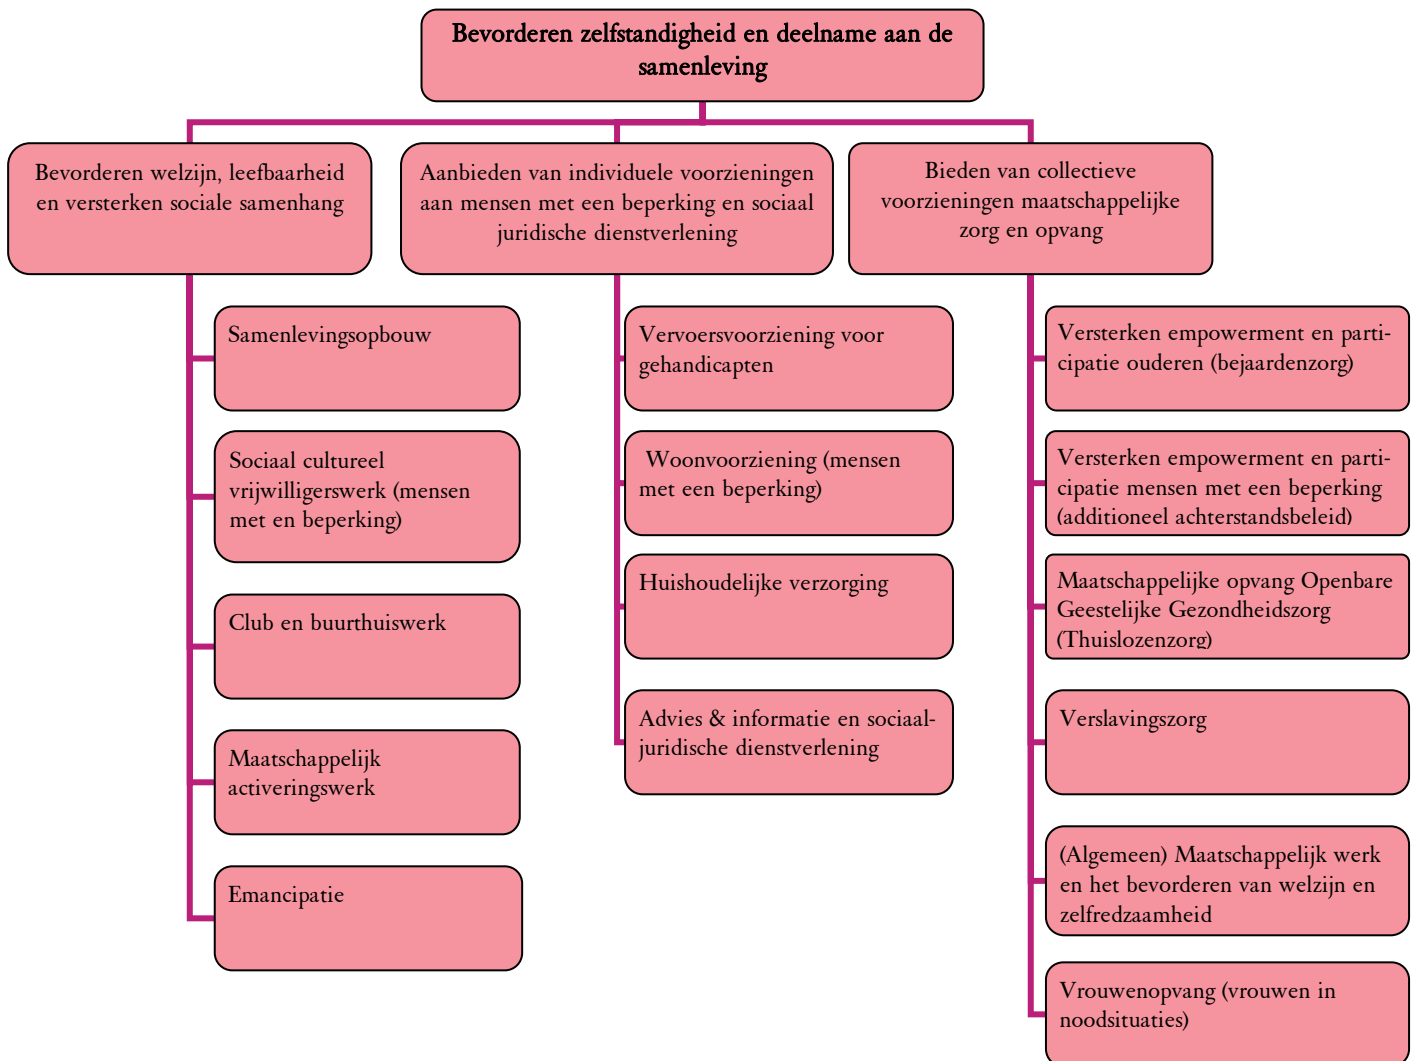 Bevorderen zelfstandigheid en deelname aan de
samenleving
Bevorderen welzijn, leefbaarheid
en versterken sociale samenhang
Aanbieden van individuele voorzieningen
aan mensen met een beperking en sociaal
juridische dienstverlening
Bieden van collectieve
voorzieningen maatschappelijke
zorg en opvang
Samenlevingsopbouw
Sociaal cultureel
vrijwilligerswerk (mensen
met en beperking)
Club en buurthuiswerk
Maatschappelijk
activeringswerk
Emancipatie
Vervoersvoorziening voor
gehandicapten
Woonvoorziening (mensen
met een beperking)
Huishoudelijke verzorging
Advies & informatie en sociaal-
juridische dienstverlening
Versterken empowerment en parti-
cipatie ouderen (bejaardenzorg)
Versterken empowerment en parti-
cipatie mensen met een beperking
(additioneel achterstandsbeleid)
Maatschappelijke opvang Openbare
Geestelijke Gezondheidszorg
(Thuislozenzorg)
Verslavingszorg
(Algemeen) Maatschappelijk werk
en het bevorderen van welzijn en
zelfredzaamheid
Vrouwenopvang (vrouwen in
noodsituaties)